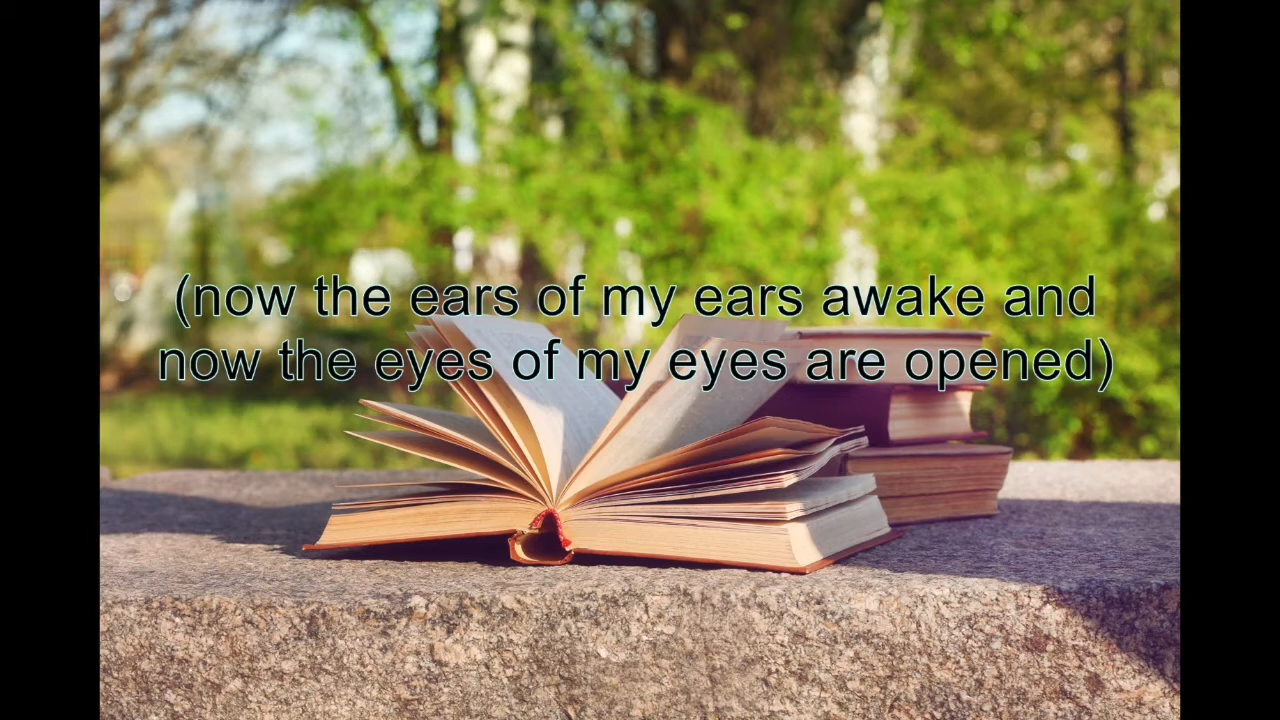 (now the ears of my ears awake and
now the eyes of my eyes are opened)